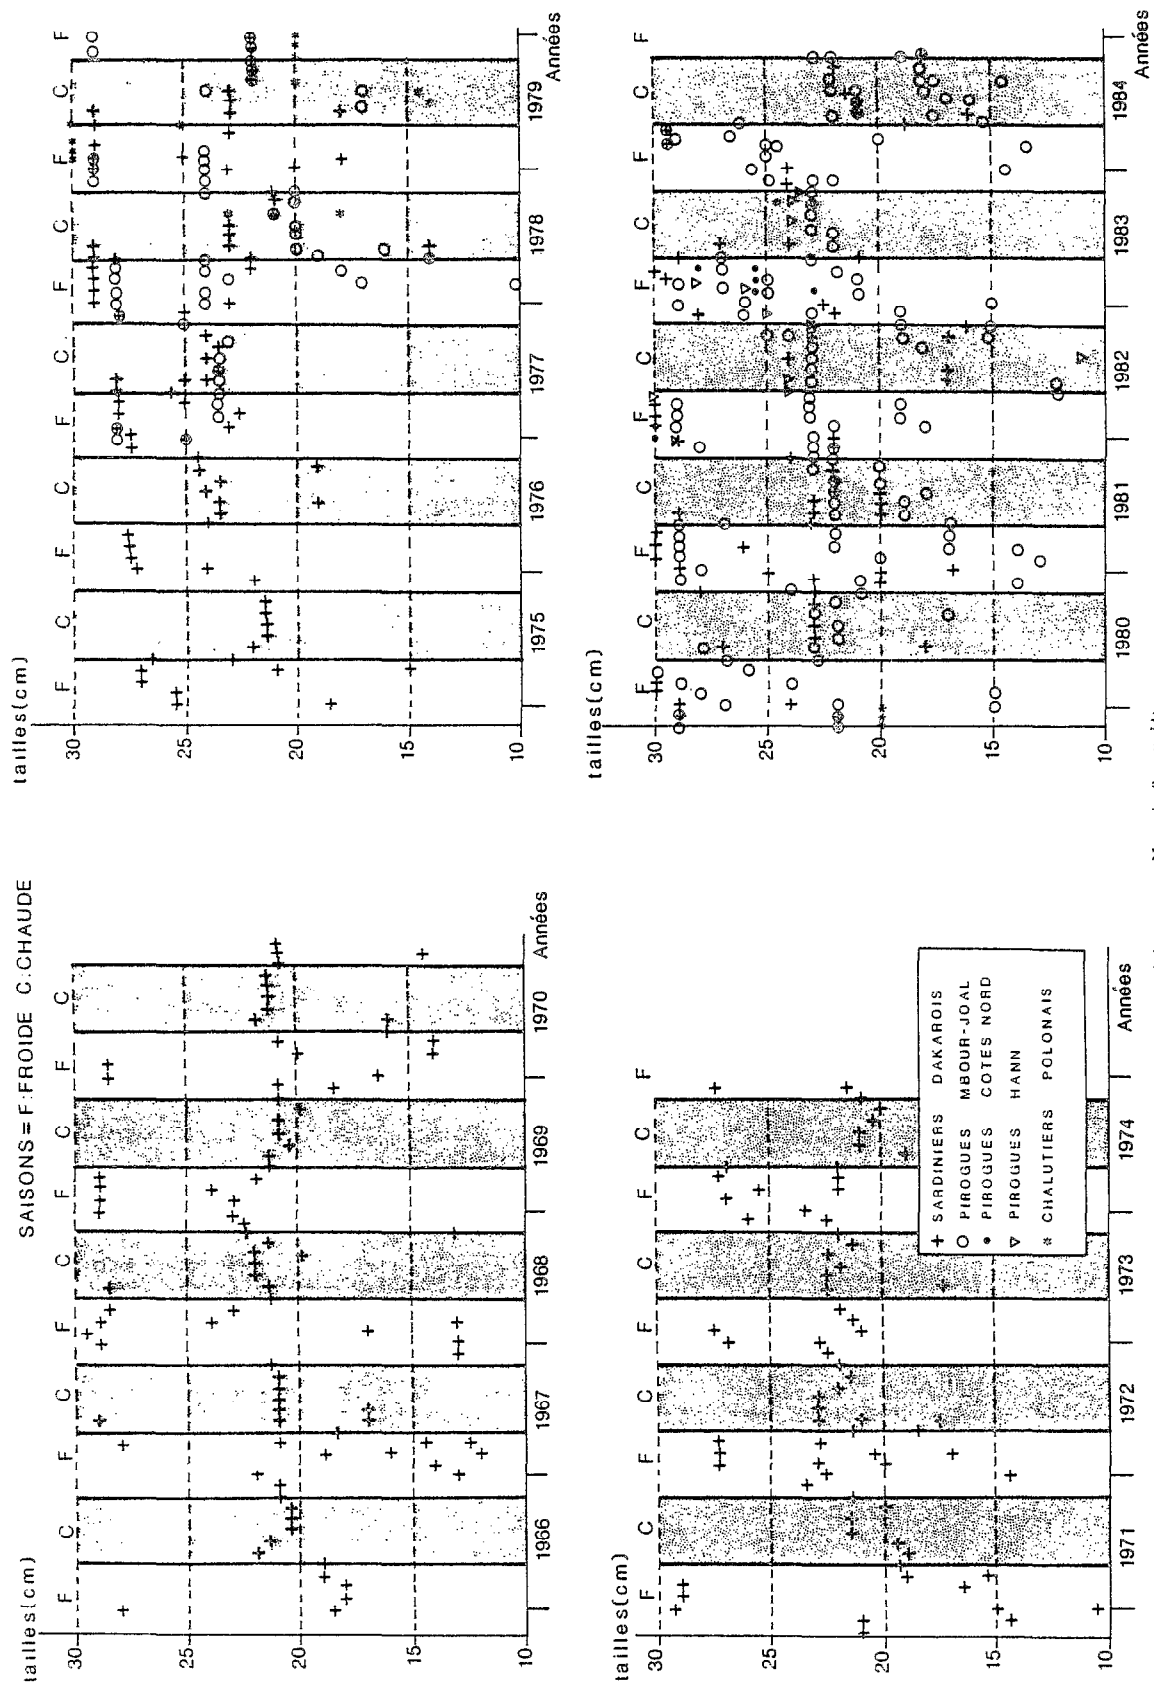 SAISONS = F: FROIDE C: CHAUDE
tailles (cm)
F C F C F C F C F C
30
25
20
15
10
1966 1967 1968 1969 1970
Années
tailles (cm)
F C F C F C F C F
30
25
20
15
10
1971 1972 1973 1974
Années
+ SARDINIERS DAKAROIS
O PIROGUES MBOUR-JOAL
• PIROGUES COTES NORD
▽ PIROGUES HANN
* CHALUTIERS POLONAIS
tailles (cm)
F C F C F C F C F C F
30
25
20
15
10
1975 1976 1977 1978 1979
Années
tailles (cm)
F C F C F C F C F C F
30
25
20
15
10
1980 1981 1982 1983 1984
Années